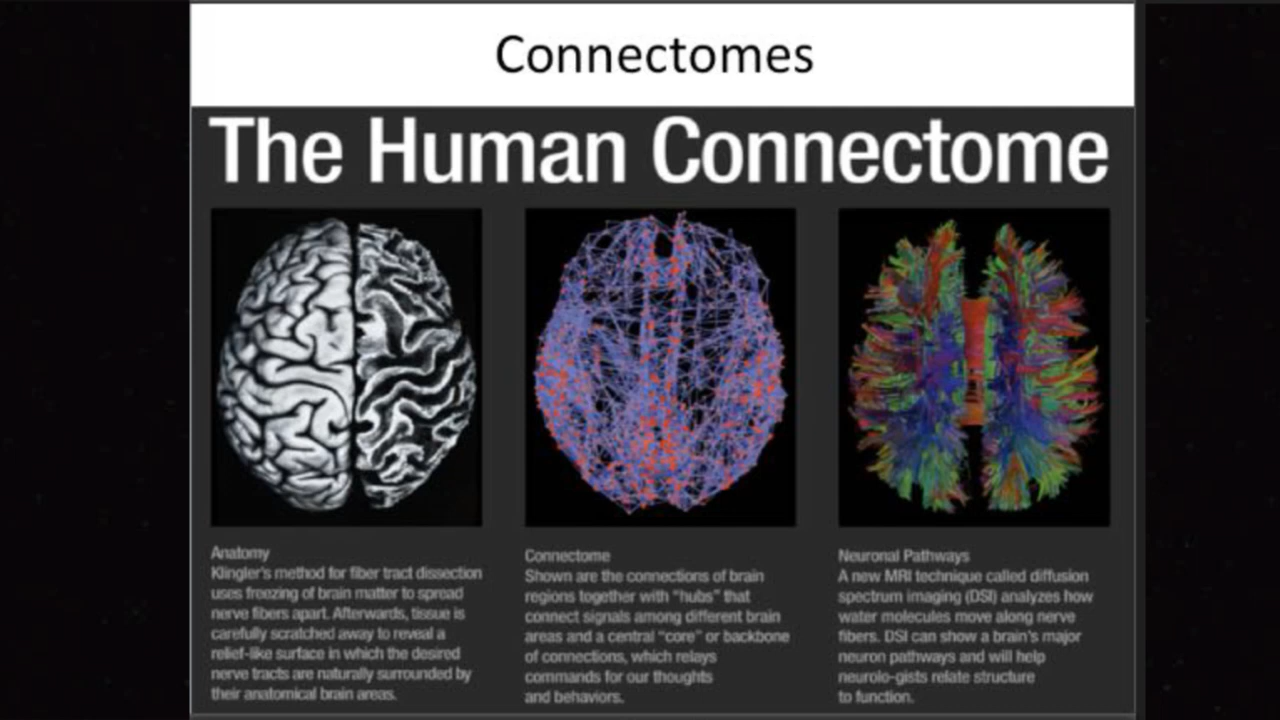 Connectomes
The Human Connectome
Anatomy
Klingler's method for fiber tract dissection
uses freezing of brain matter to spread
nerve fibers apart. Afterwards, tissue is
carefully scratched away to reveal a
relief-like surface in which the desired
nerve tracts are naturally surrounded by
their anatomical brain areas.
Connectome
Shown are the connections of brain
regions together with "hubs" that
connect signals among different brain
areas and a central "core" or backbone
of connections, which relays
commands for our thoughts
and behaviors.
Neuronal Pathways
A new MRI technique called diffusion
spectrum imaging (DSI) analyzes how
water molecules move along nerve
fibers. DSI can show a brain's major
neuron pathways and will help
neurolo-gists relate structure
to function.